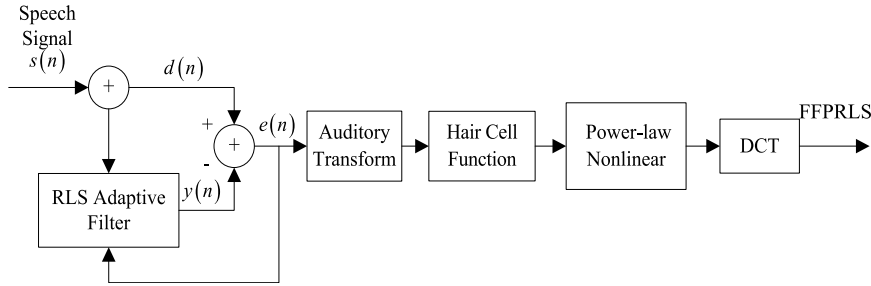 Speech
Signal
s(n)
+
d(n)
+
-
+
e(n)
y(n)
RLS Adaptive
Filter
Auditory
Transform
Hair Cell
Function
Power-law
Nonlinear
DCT
FFPRLS